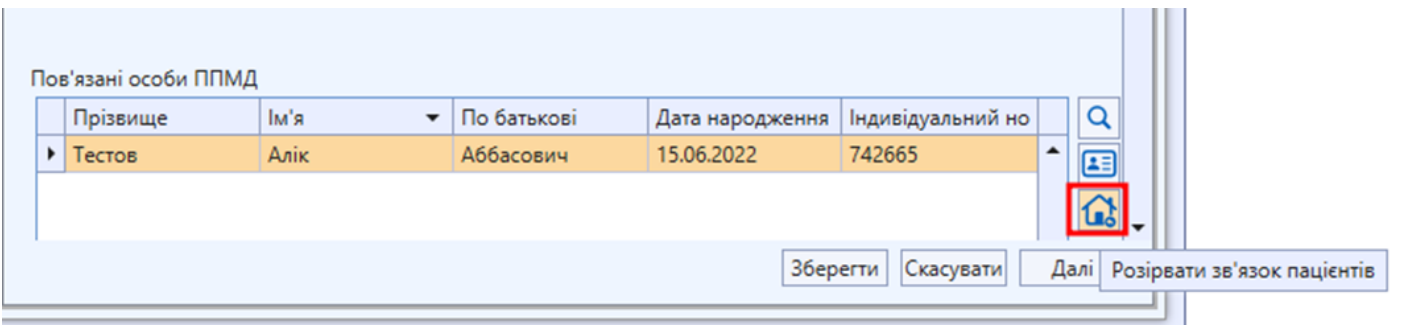 Пов'язані особи ППМД
Прізвище Ім'я По батькові Дата народження Індивідуальний но
Тестов Алік Аббасович 15.06.2022 742665
Зберегти Скасувати Далі Розірвати зв'язок пацієнтів